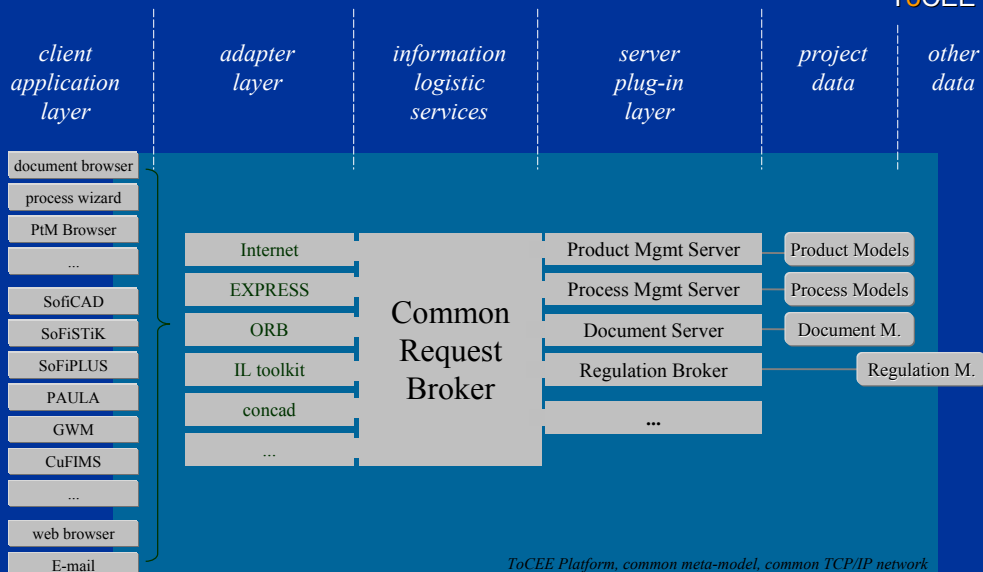 ToCEE
client
application
layer
adapter
layer
information
logistic
services
server
plug-in
layer
project
data
other
data
document browser
process wizard
PtM Browser
...
SofiCAD
SoFiSTiK
SoFiPLUS
PAULA
GWM
CuFIMS
...
web browser
E-mail
Internet
EXPRESS
ORB
IL toolkit
concad
...
Common
Request
Broker
Product Mgmt Server
Process Mgmt Server
Document Server
Regulation Broker
...
Product Models
Process Models
Document M.
Regulation M.
ToCEE Platform, common meta-model, common TCP/IP network